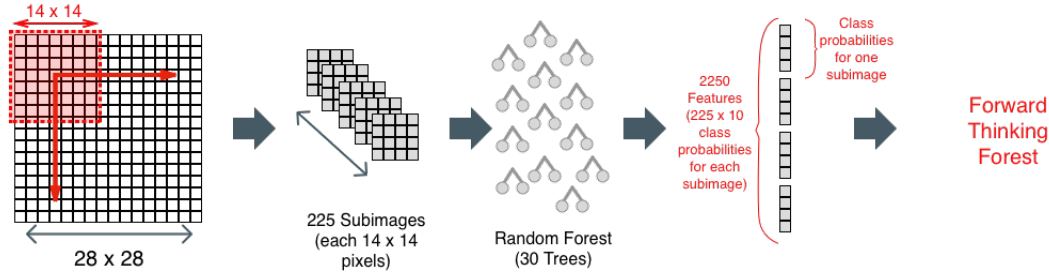 14 x 14
28 x 28
225 Subimages
(each 14 x 14
pixels)
Random Forest
(30 Trees)
2250
Features
(225 x 10
class
probabilities
for each
subimage)
Class
probabilities
for one
subimage
Forward
Thinking
Forest